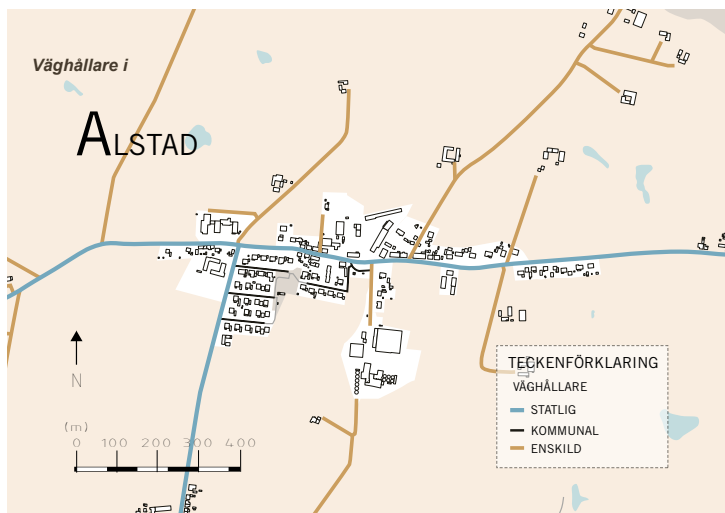 Väghållare i
ALSTAD
N
(m)
0 100 200 300 400
TECKENFÖRKLARING
VÄGHÅLLARE
STATLIG
KOMMUNAL
ENSKILD